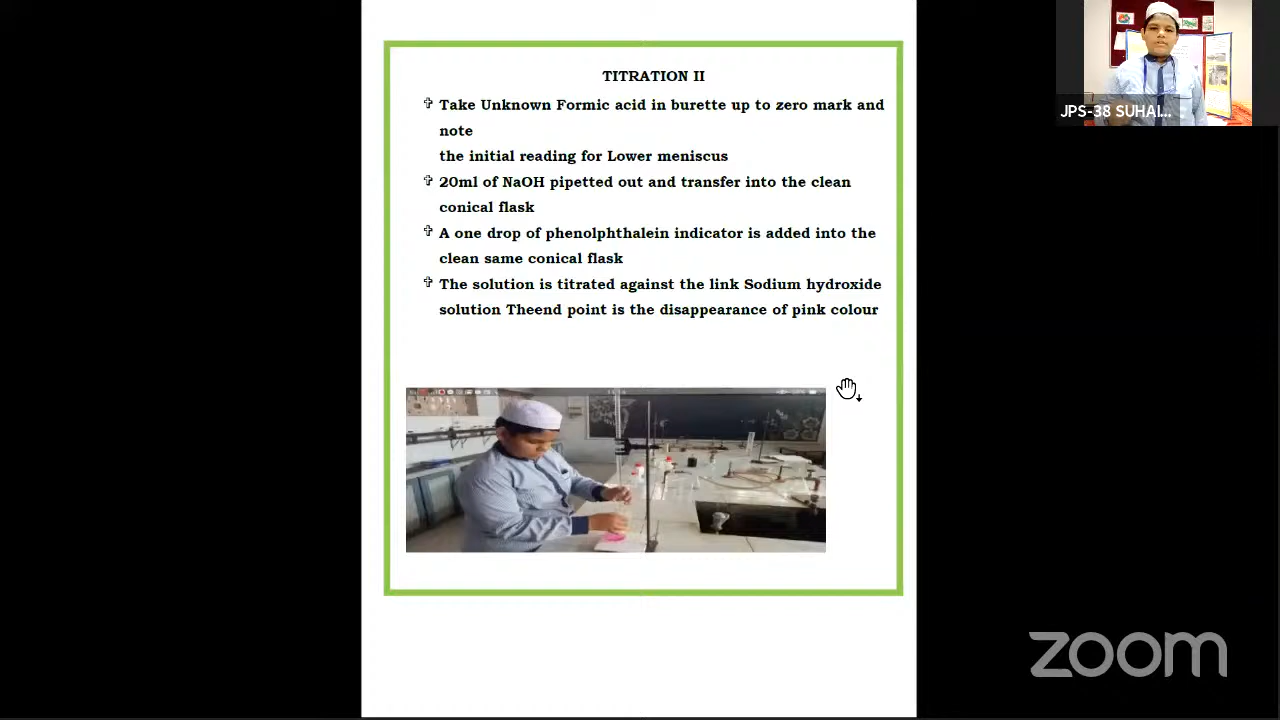 TITRATION II
Take Unknown Formic acid in burette up to zero mark and
note
the initial reading for Lower meniscus
20ml of NaOH pipetted out and transfer into the clean
conical flask
A one drop of phenolphthalein indicator is added into the
clean same conical flask
The solution is titrated against the link Sodium hydroxide
solution Theend point is the disappearance of pink colour
JPS-38 SUHAI...
zoom